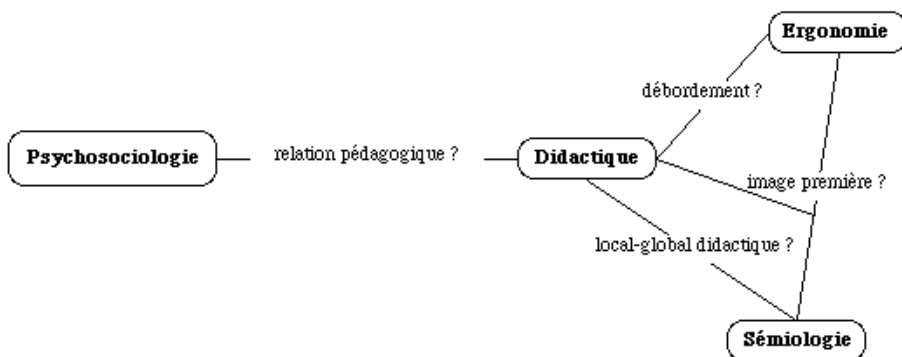 Ergonomie
débordement ?
Psychosociologie
relation pédagogique ?
Didactique
image première ?
local-global didactique ?
Sémiologie